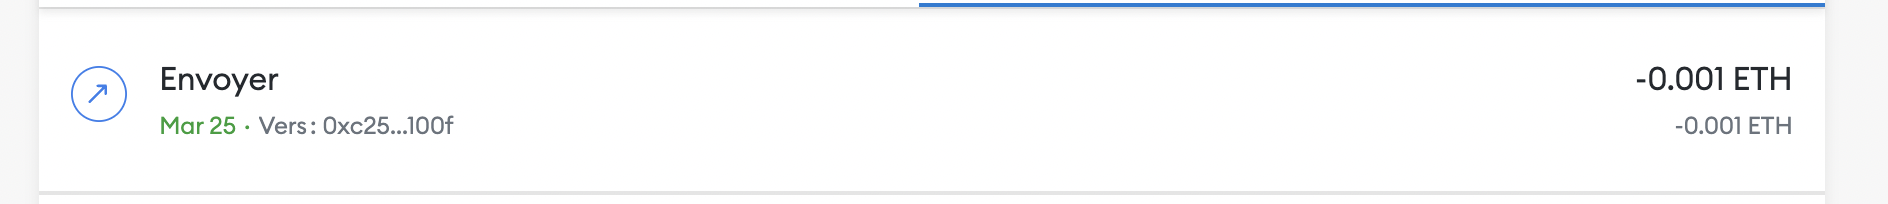 Envoyer
-0.001 ETH
Mar 25 · Vers : 0xc25...100f
-0.001 ETH